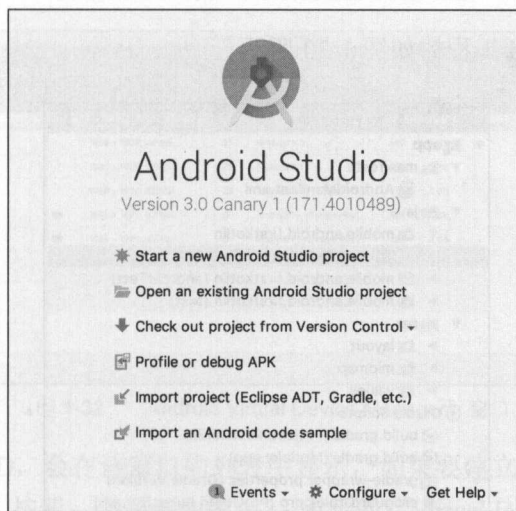 Android Studio
Version 3.0 Canary 1 (171.4010489)
Start a new Android Studio project
Open an existing Android Studio project
Check out project from Version Control
Profile or debug APK
Import project (Eclipse ADT, Gradle, etc.)
Import an Android code sample
1 Events Configure Get Help